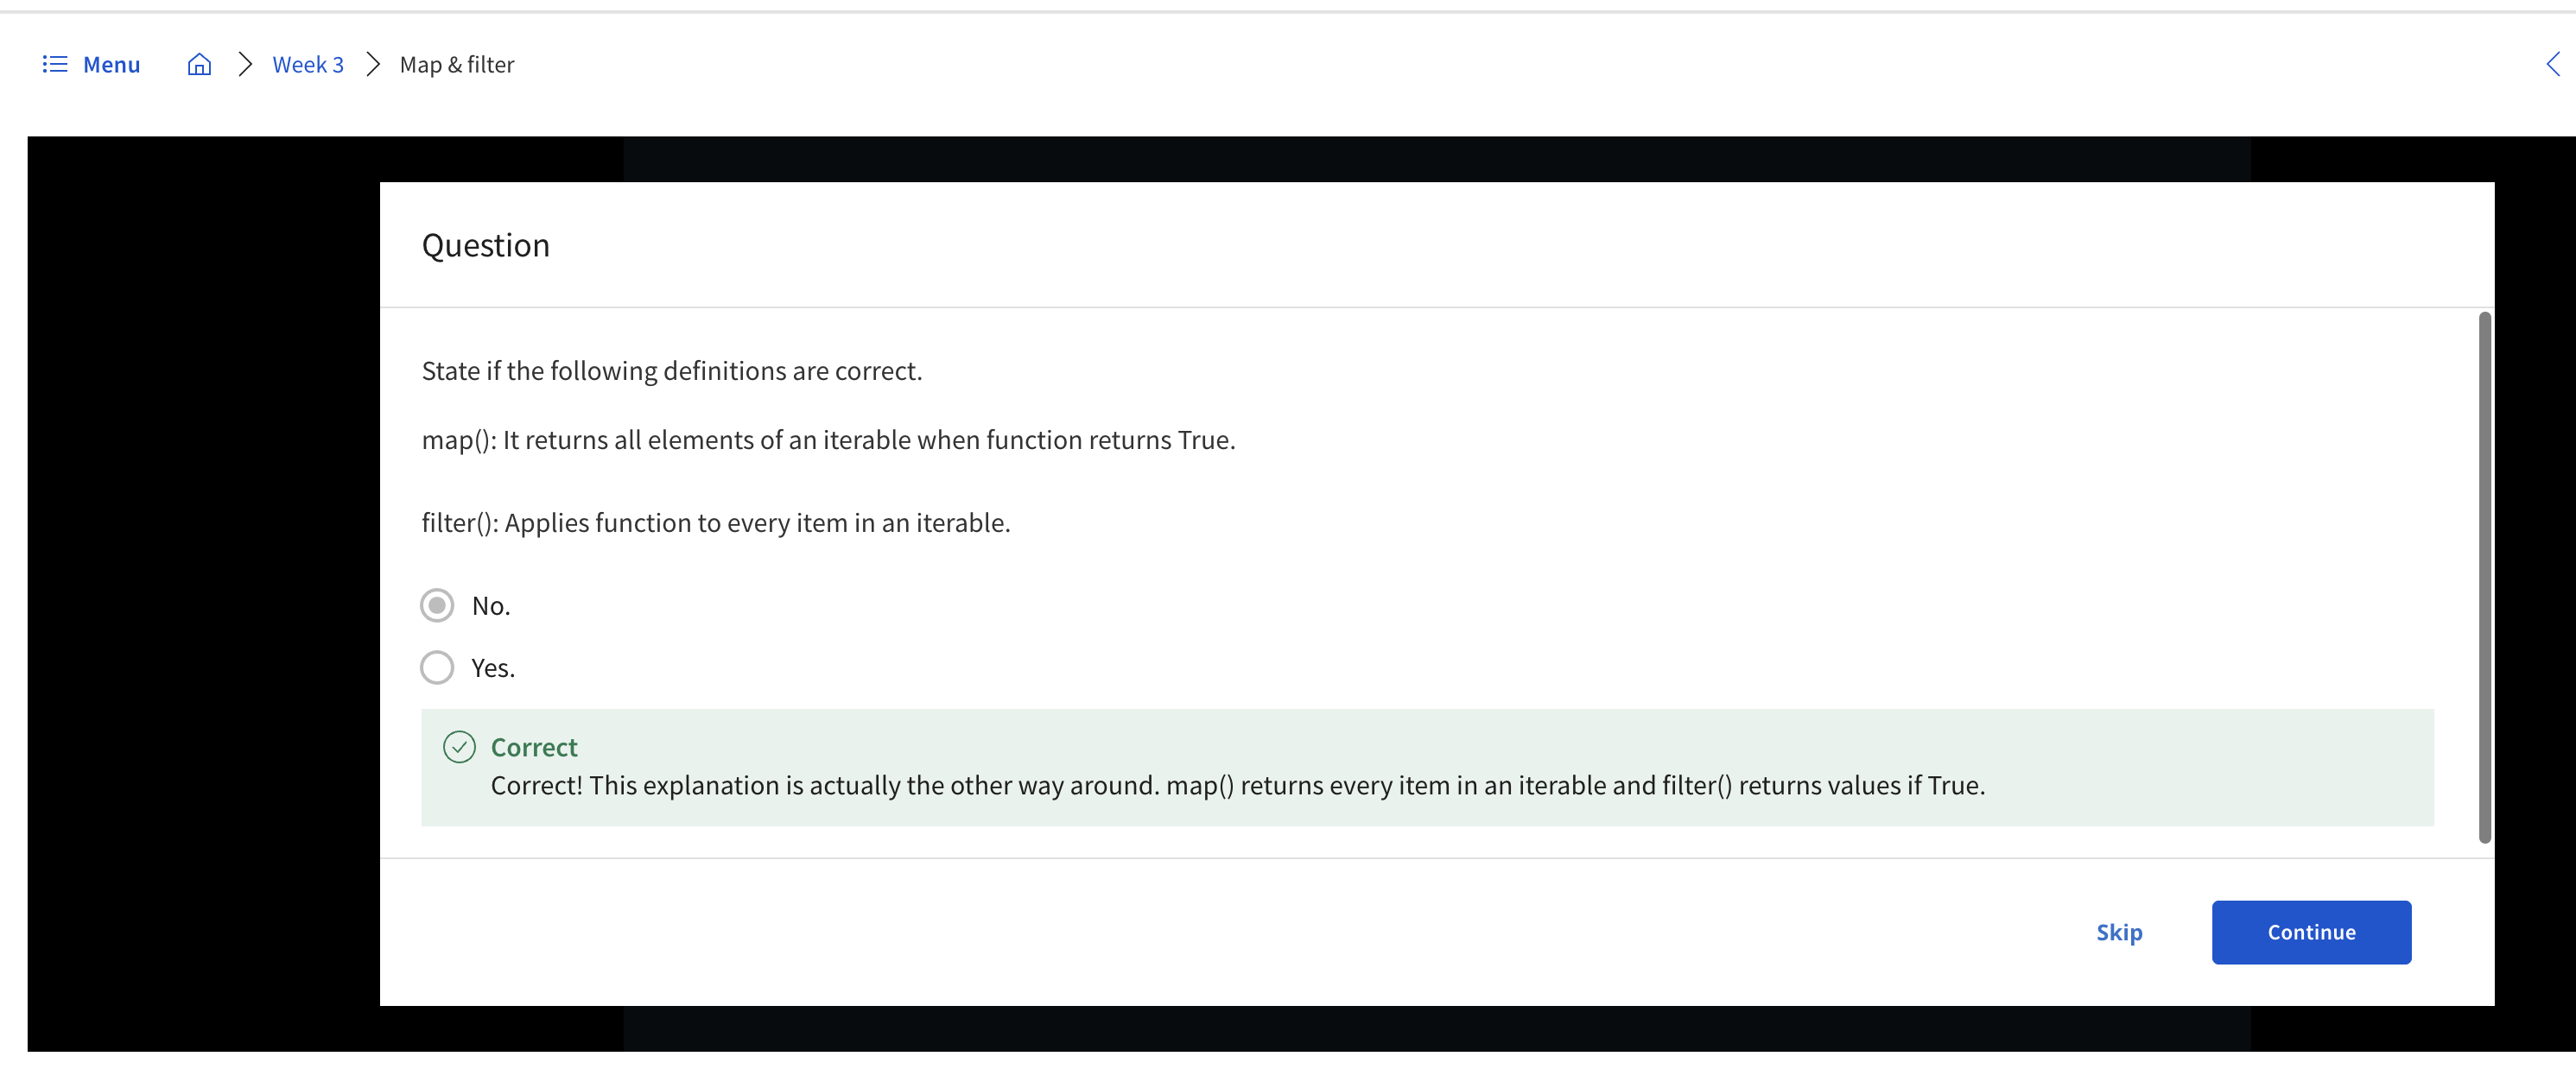 Menu
Week 3
Map & filter
Question
State if the following definitions are correct.
map(): It returns all elements of an iterable when function returns True.
filter(): Applies function to every item in an iterable.
No.
Yes.
Correct
Correct! This explanation is actually the other way around. map() returns every item in an iterable and filter() returns values if True.
Skip
Continue